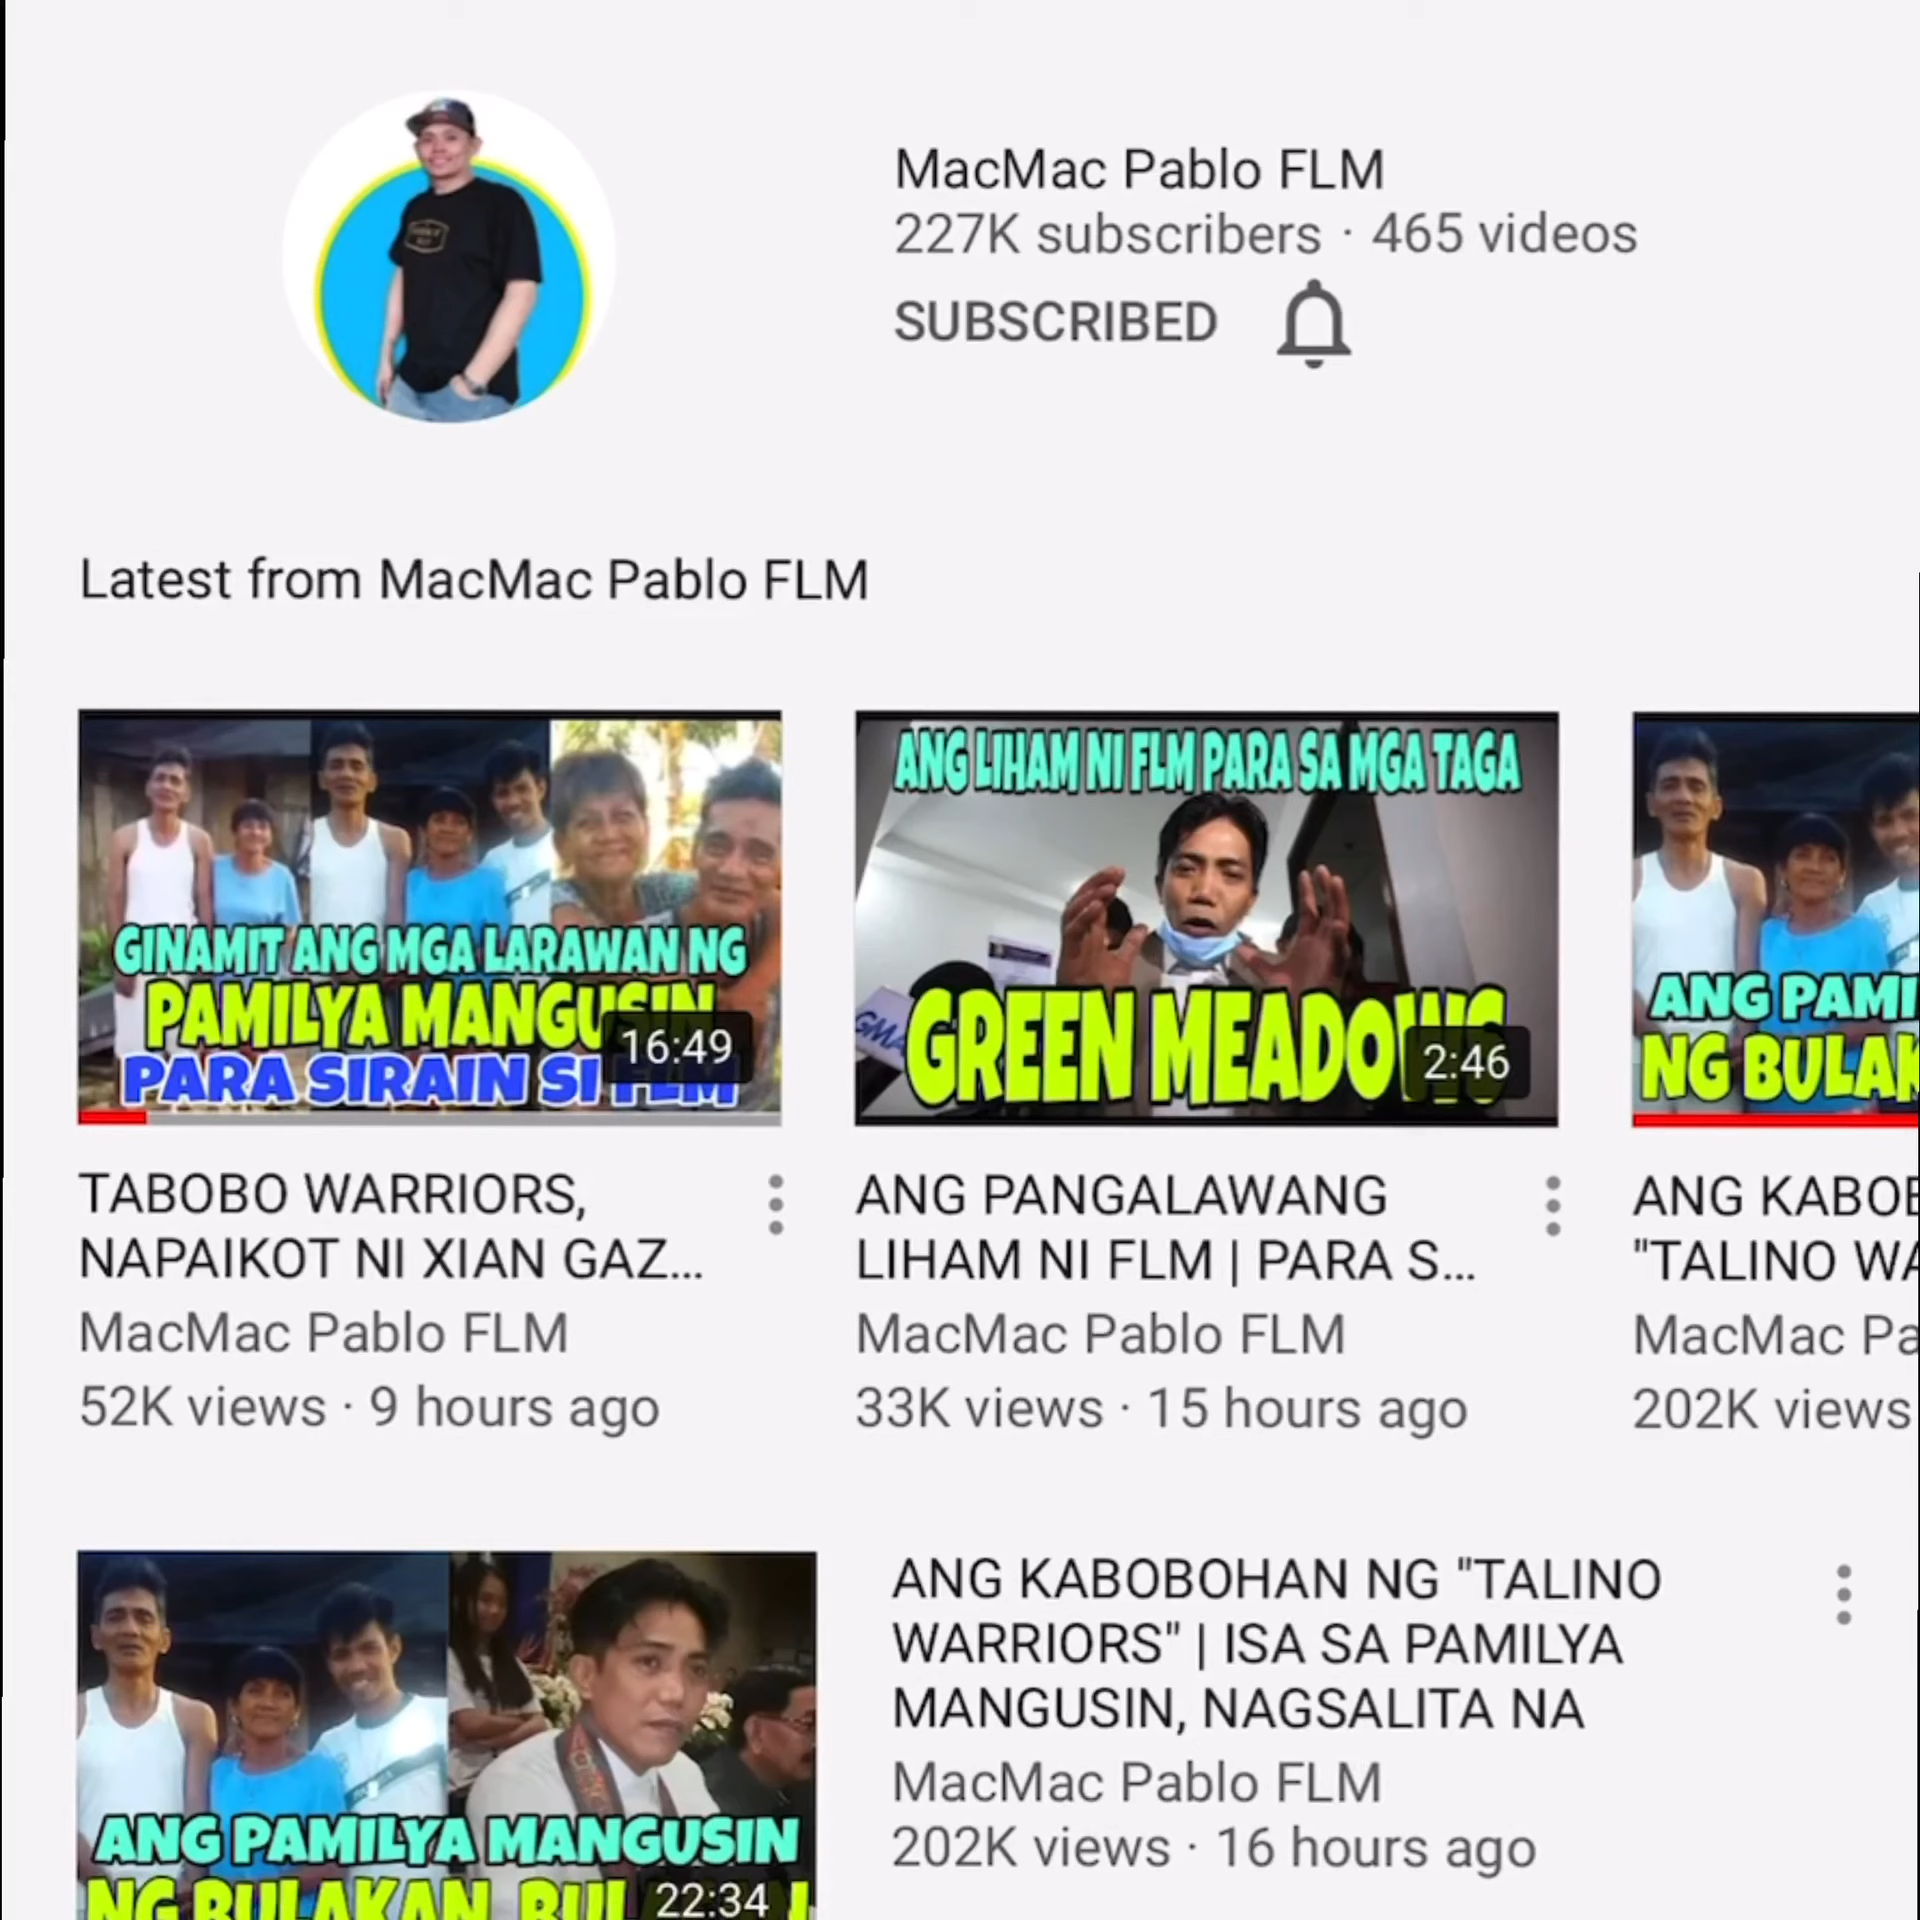 MacMac Pablo FLM
227K subscribers · 465 videos
SUBSCRIBED
Latest from MacMac Pablo FLM
GINAMIT ANG MGA LARAWAN NG
PAMILYA MANGUSIN
PARA SIRAIN SI FLM
16:49
TABOBO WARRIORS,
NAPAIKOT NI XIAN GAZ...
MacMac Pablo FLM
52K views · 9 hours ago
ANG LIHAM NI FLM PARA SA MGA TAGA
GMA
GREEN MEADOWS
2:46
ANG PANGALAWANG
LIHAM NI FLM | PARA S...
MacMac Pablo FLM
33K views · 15 hours ago
ANG PAMI
NG BULAK
ANG KABOB
"TALINO WA
MacMac Pa
202K views
ANG PAMILYA MANGUSIN
NG BULAKAN, BUL
22:34
ANG KABOBOHAN NG "TALINO
WARRIORS" | ISA SA PAMILYA
MANGUSIN, NAGSALITA NA
MacMac Pablo FLM
202K views · 16 hours ago